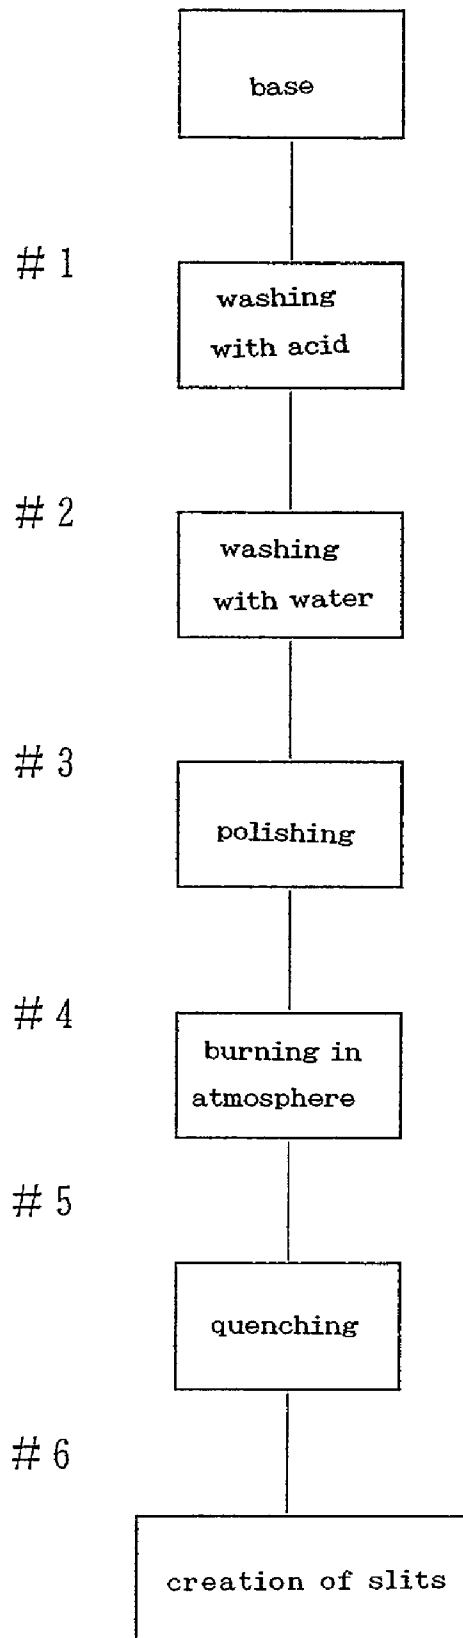 base
# 1
washing
with acid
# 2
washing
with water
# 3
polishing
# 4
burning in
atmosphere
# 5
quenching
# 6
creation of slits